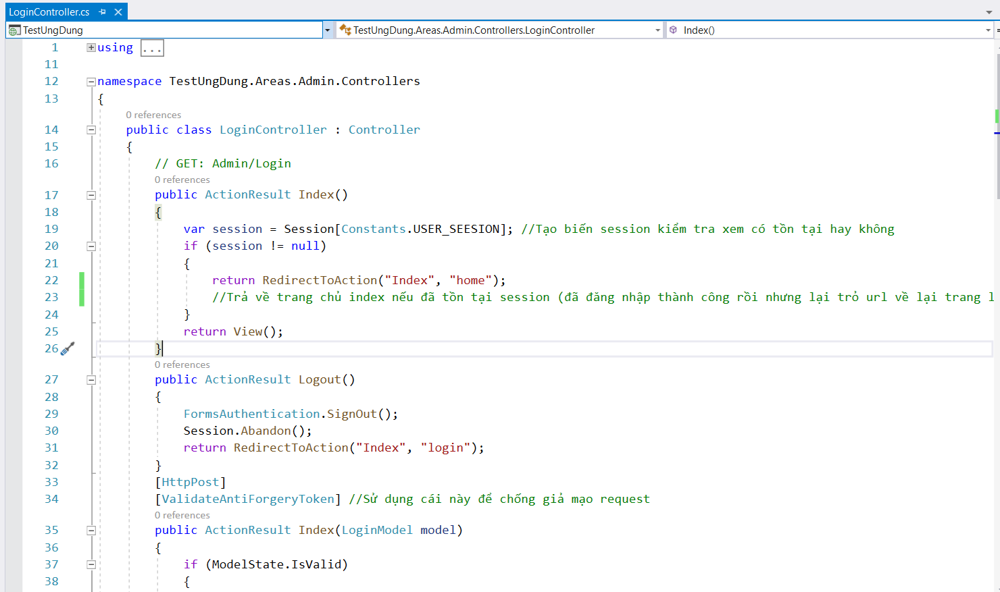 LoginController.cs
TestUngDung TestUngDung.Areas.Admin.Controllers.LoginController Index()
1 using ...
11
12 namespace TestUngDung.Areas.Admin.Controllers
13 {
0 references
14 public class LoginController : Controller
15 {
16 // GET: Admin/Login
0 references
17 public ActionResult Index()
18 {
19 var session = Session[Constants.USER_SEESION]; //Tạo biến session kiểm tra xem có tồn tại hay không
20 if (session != null)
21 {
22 return RedirectToAction("Index", "home");
23 //Trả về trang chủ index nếu đã tồn tại session (đã đăng nhập thành công rồi nhưng lại trỏ url về lại trang l
24 }
25 return View();
26 }
0 references
27 public ActionResult Logout()
28 {
29 FormsAuthentication.SignOut();
30 Session.Abandon();
31 return RedirectToAction("Index", "login");
32 }
33 [HttpPost]
34 [ValidateAntiForgeryToken] //Sử dụng cái này để chống giả mạo request
0 references
35 public ActionResult Index(LoginModel model)
36 {
37 if (ModelState.IsValid)
38 {